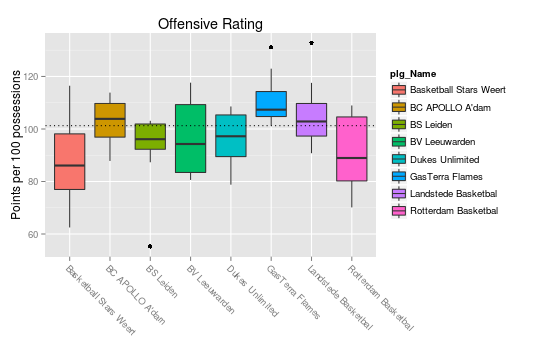 Offensive Rating
Points per 100 possessions
120
100
80
60
Basketball Stars Weert
BC APOLLO A'dam
BS Leiden
BV Leeuwarden
Dukes Unlimited
GasTerra Flames
Landstede Basketbal
Rotterdam Basketbal
plg_Name
Basketball Stars Weert
BC APOLLO A'dam
BS Leiden
BV Leeuwarden
Dukes Unlimited
GasTerra Flames
Landstede Basketbal
Rotterdam Basketbal